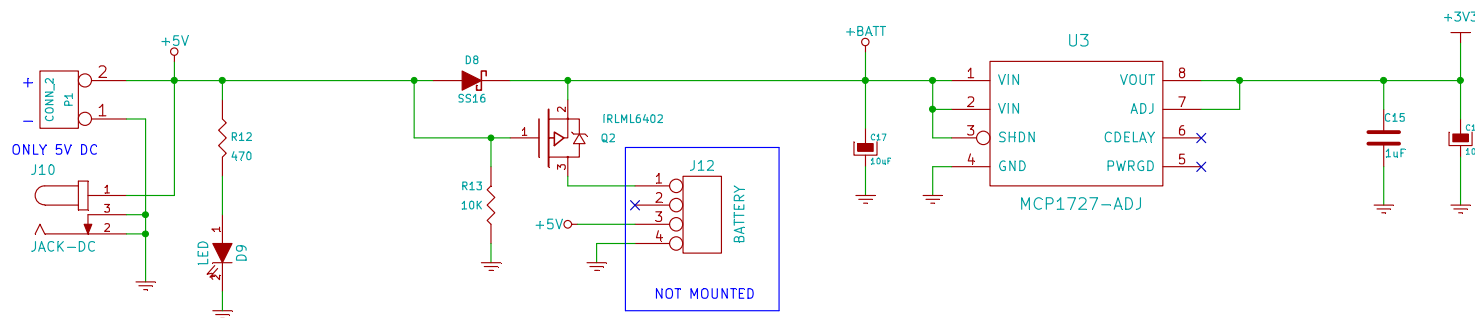 +5V
+BATT
+3V3
U3
D8
SS16
+
2
CONN_2
P1
1
-
ONLY 5V DC
J10
1
3
2
JACK-DC
R12
470
LED
1
2
D9
1
2
3
IRLML6402
Q2
R13
10K
J12
1
2
3
4
+5V
BATTERY
NOT MOUNTED
C17
10uF
1 VIN
2 VIN
3 SHDN
4 GND
VOUT 8
ADJ 7
CDELAY 6
PWRGD 5
MCP1727-ADJ
C15
1uF